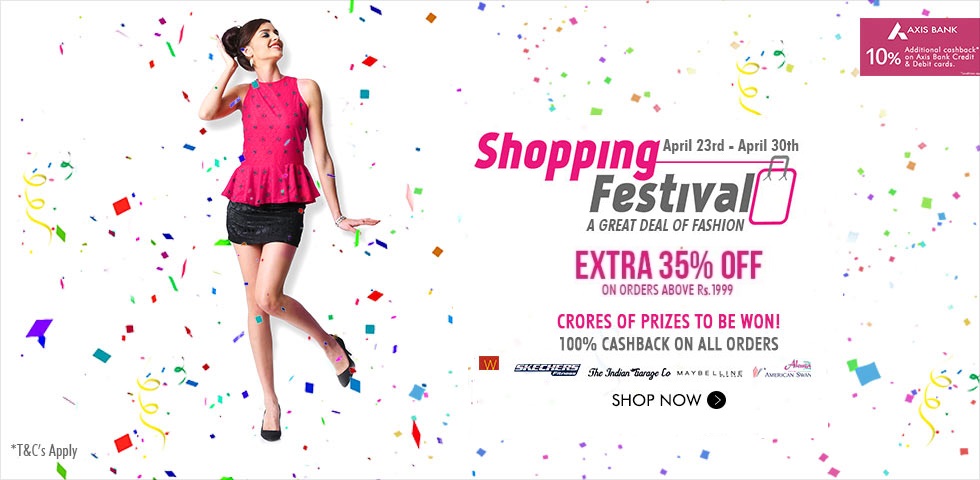 AXIS BANK
10% Additional cashback*
on Axis Bank Credit
& Debit cards.
Shopping
April 23rd - April 30th
Festival
A GREAT DEAL OF FASHION
EXTRA 35% OFF
ON ORDERS ABOVE Rs.1999
CRORES OF PRIZES TO BE WON!
100% CASHBACK ON ALL ORDERS
W
SKECHERS
The Indian Garage Co
MAYBELLINE
AMERICAN SWAN
SHOP NOW
*T&C's Apply